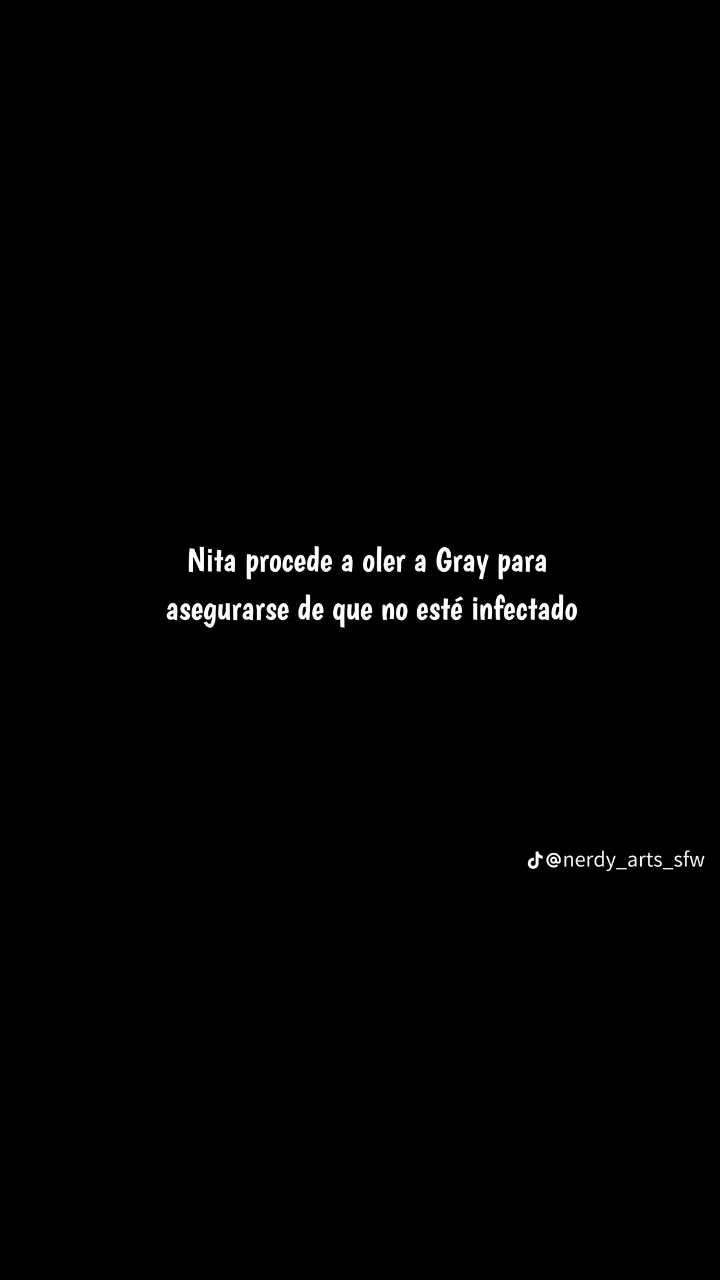 Nita procede a oler a Gray para
asegurarse de que no esté infectado
@nerdy_arts_sfw